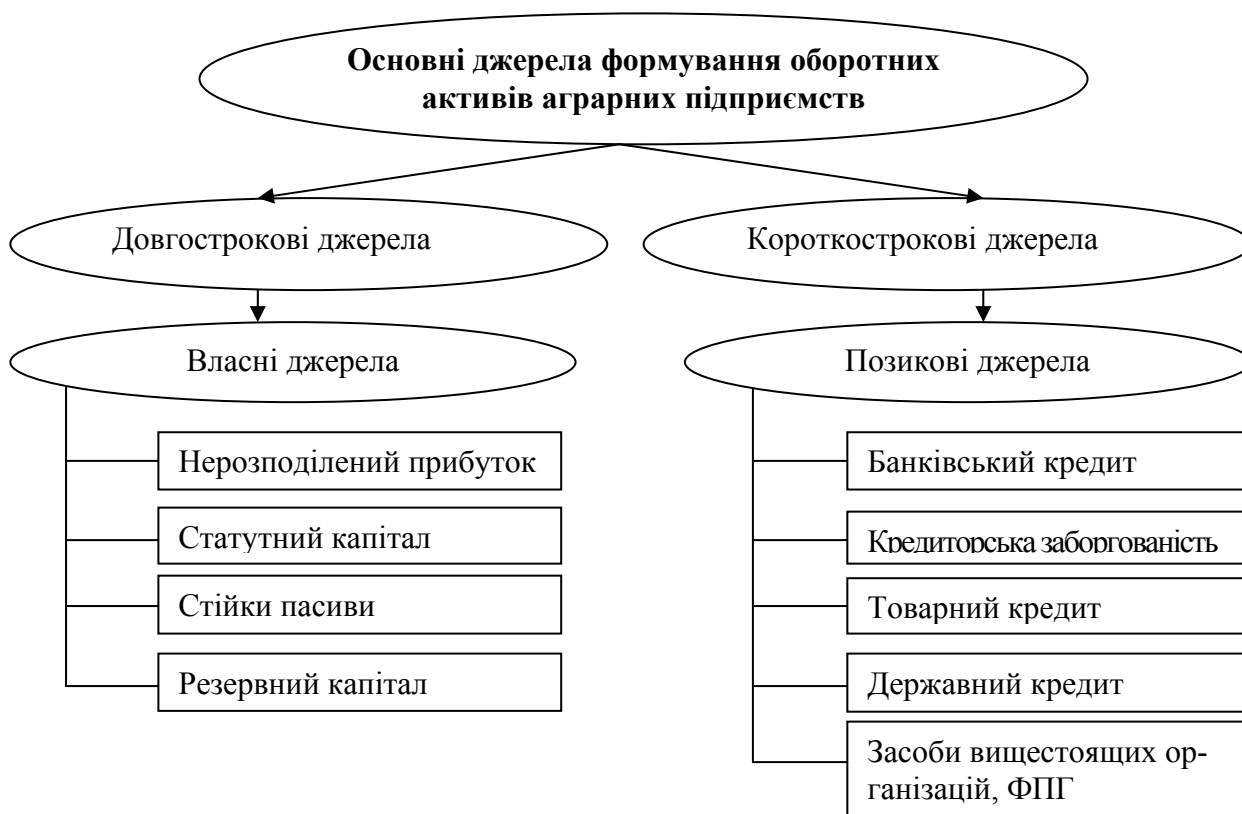 Основні джерела формування оборотних
активів аграрних підприємств
Довгострокові джерела
Короткострокові джерела
Власні джерела
Позикові джерела
Нерозподілений прибуток
Статутний капітал
Стійки пасиви
Резервний капітал
Банківський кредит
Кредиторська заборгованість
Товарний кредит
Державний кредит
Засоби вищестоящих ор-
ганізацій, ФПГ